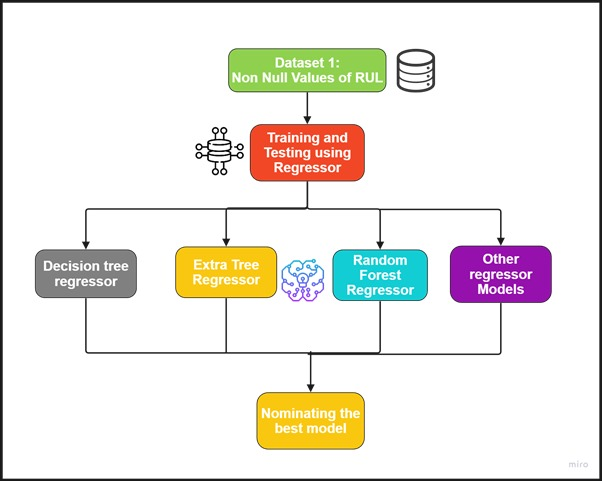 Dataset 1:
Non Null Values of RUL
Training and
Testing using
Regressor
Decision tree
regressor
Extra Tree
Regressor
Random
Forest
Regressor
Other
regressor
Models
Nominating the
best model
miro